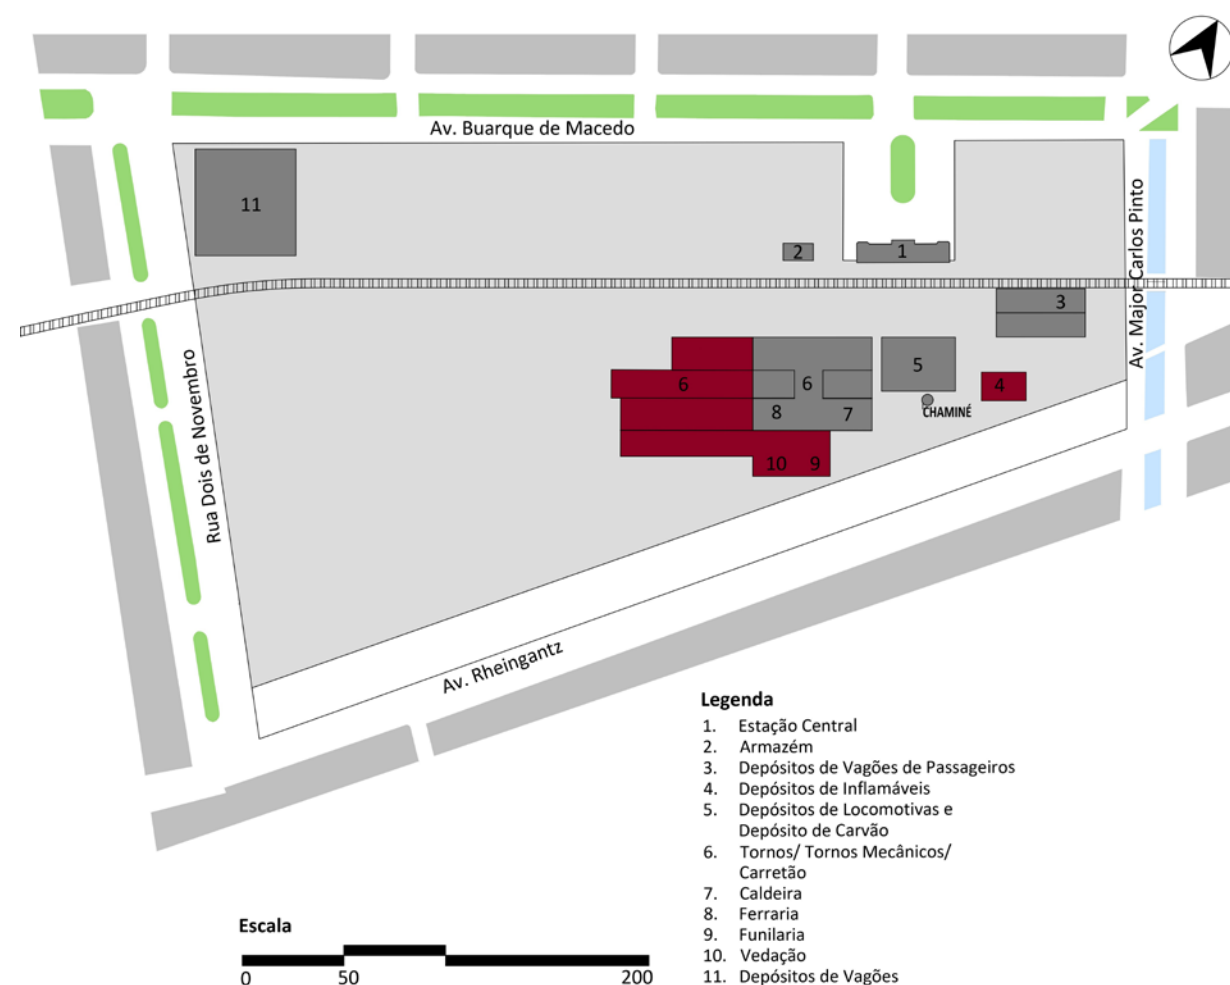 Av. Buarque de Macedo
11
2
1
Av. Major Carlos Pinto
3
5
6
6
4
8
7
CHAMINÉ
10
9
Rua Dois de Novembro
Av. Rheingantz
Legenda
1. Estação Central
2. Armazém
3. Depósitos de Vagões de Passageiros
4. Depósitos de Inflamáveis
5. Depósitos de Locomotivas e
Depósito de Carvão
6. Tornos/ Tornos Mecânicos/
Carretão
7. Caldeira
8. Ferraria
9. Funilaria
10. Vedação
11. Depósitos de Vagões
Escala
0 50 200